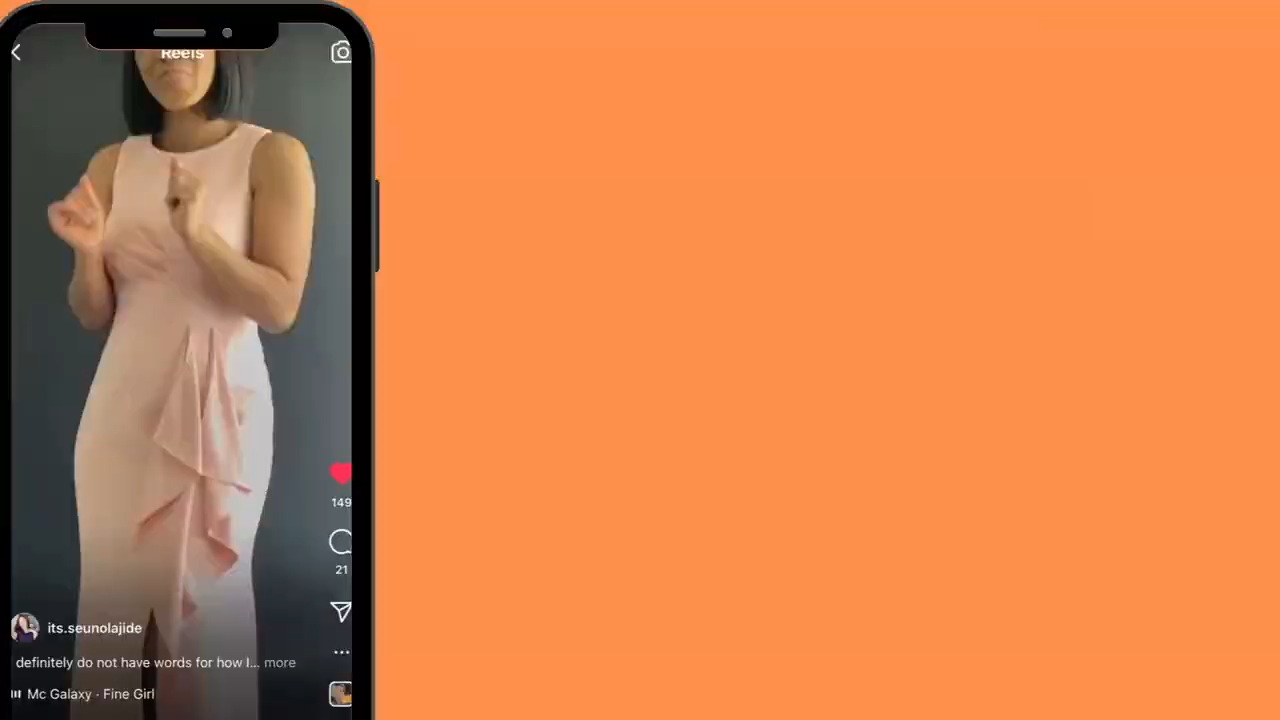 Reels
149
21
its.seunolajide
definitely do not have words for how I... more
Mc Galaxy · Fine Girl